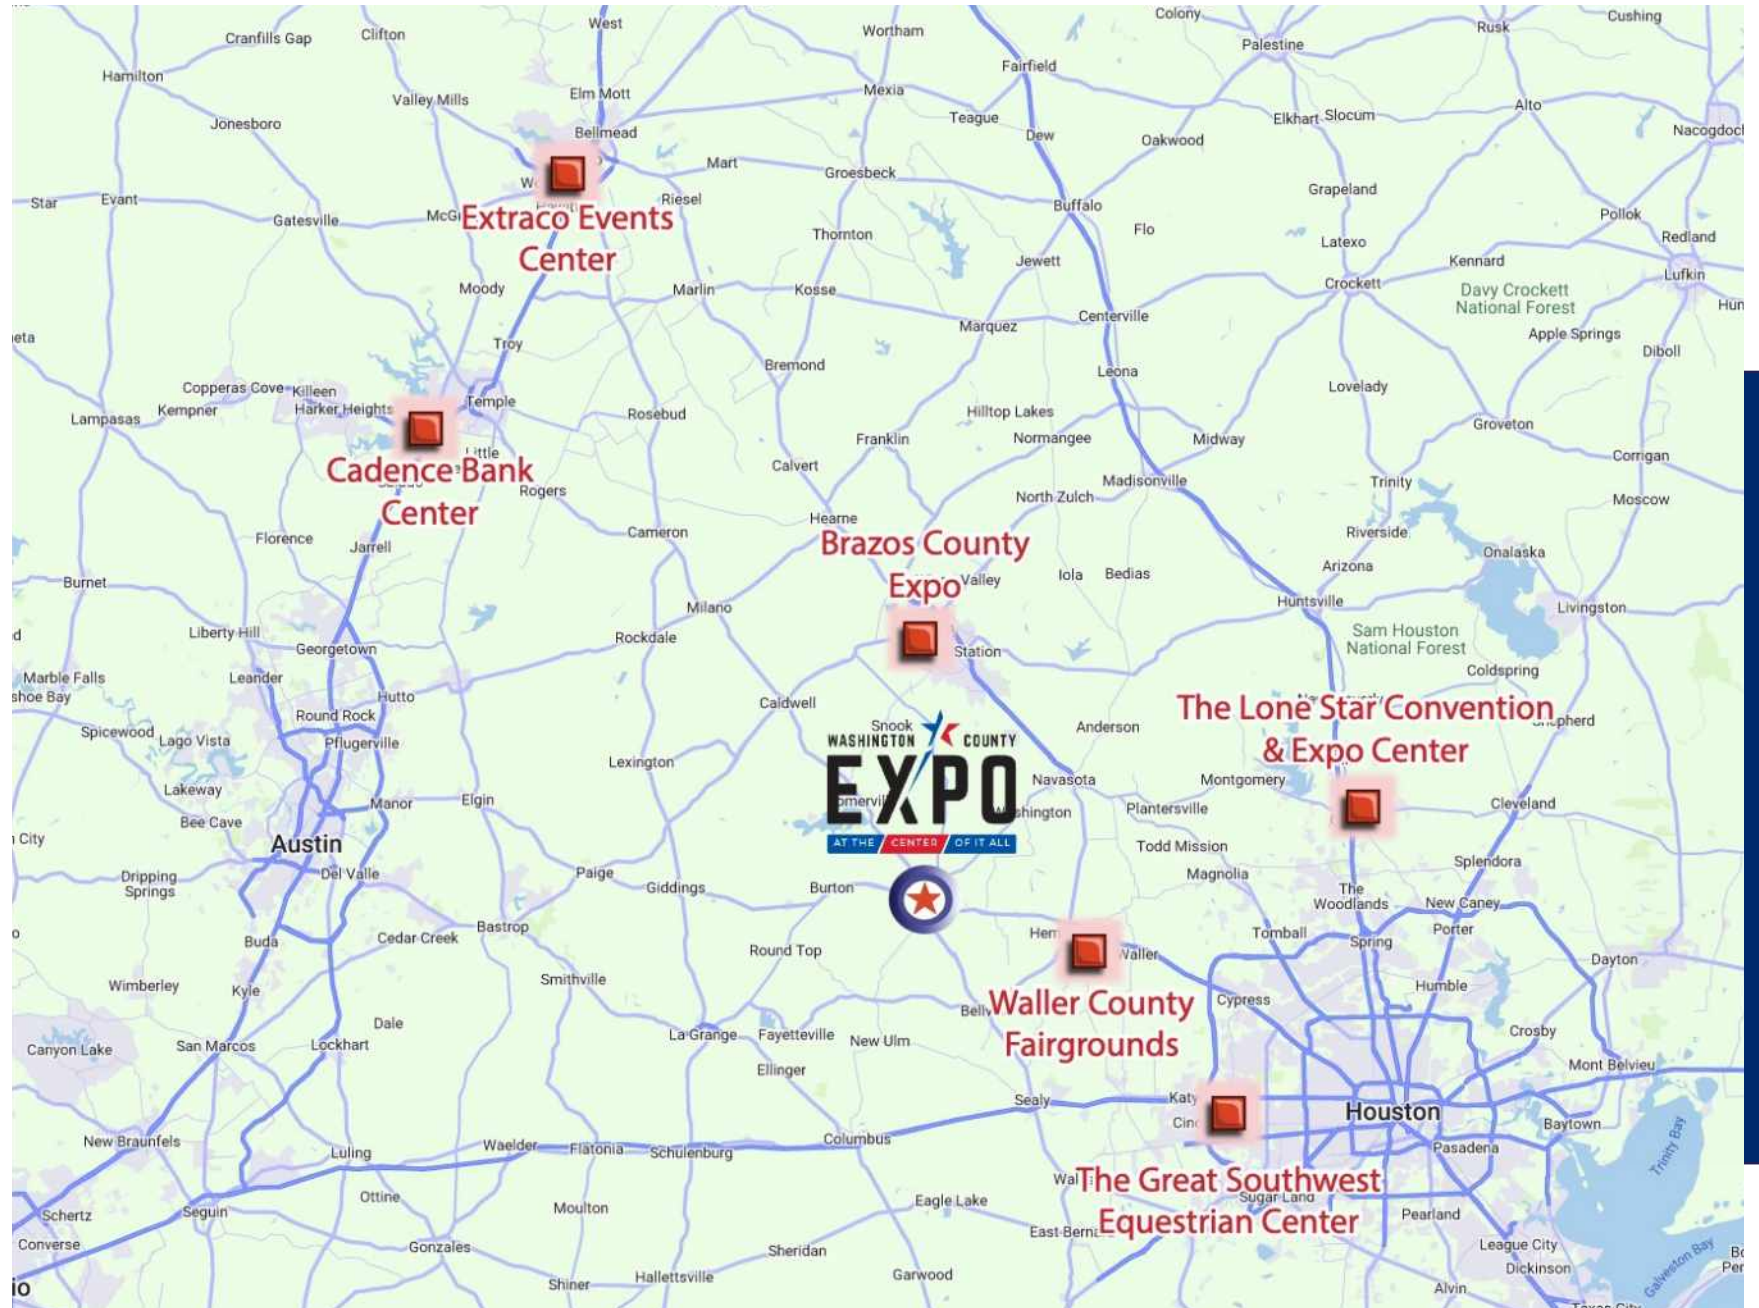 West
Colony
Cushing
Cranfills Gap
Clifton
Wortham
Rusk
Palestine
Hamilton
Fairfield
Valley Mills
Elm Mott
Mexia
Teague
Alto
Jonesboro
Bellmead
Dew
Elkhart
Slocum
Oakwood
Mart
Groesbeck
Star
Evant
Riesel
Grapeland
Gatesville
Buffalo
Pollok
Extraco Events
Center
Thornton
Flo
Latexo
Redland
Jewett
Kennard
Lufkin
Moody
Marlin
Kosse
Crockett
Davy Crockett
National Forest
Marquez
Centerville
Troy
Apple Springs
Diboll
Bremond
Leona
Copperas Cove
Killeen
Lovelady
Lampasas
Kempner
Harker Heights
Temple
Rosebud
Hilltop Lakes
Groveton
Franklin
Normangee
Midway
Little
Corrigan
Cadence Bank
Center
Calvert
Rogers
North Zulch
Madisonville
Trinity
Moscow
Hearne
Florence
Jarrell
Cameron
Riverside
Brazos County
Expo
Valley
Onalaska
Burnet
Iola
Bedias
Arizona
Milano
Huntsville
Livingston
Liberty Hill
Rockdale
Georgetown
Station
Sam Houston
National Forest
Marble Falls
shoe Bay
Leander
Coldspring
Hutto
Caldwell
Round Rock
Snook
Anderson
The Lone Star Convention
& Expo Center
Spicewood
Lago Vista
Pflugerville
WASHINGTON COUNTY
EXPO
AT THE CENTER OF IT ALL
Lexington
Navasota
Montgomery
Lakeway
Manor
Elgin
Plantersville
Cleveland
Bee Cave
City
Austin
Todd Mission
Dripping
Springs
Del Valle
Paige
Giddings
Burton
Magnolia
Splendora
The
Woodlands
New Caney
Bastrop
Buda
Cedar Creek
Round Top
Waller
Tomball
Spring
Porter
Dayton
Wimberley
Kyle
Smithville
Cypress
Humble
Waller County
Fairgrounds
Dale
La Grange
Fayetteville
New Ulm
Crosby
Canyon Lake
San Marcos
Lockhart
Ellinger
Mont Belvieu
Sealy
Katy
Houston
Baytown
New Braunfels
Luling
Waelder
Flatonia
Schulenburg
Columbus
Pasadena
Trinity Bay
The Great Southwest
Equestrian Center
Ottine
Eagle Lake
Sugar Land
Schertz
Seguin
Moulton
Pearland
Converse
Gonzales
Sheridan
League City
Galveston Bay
Dickinson
Shiner
Hallettsville
Garwood
Alvin